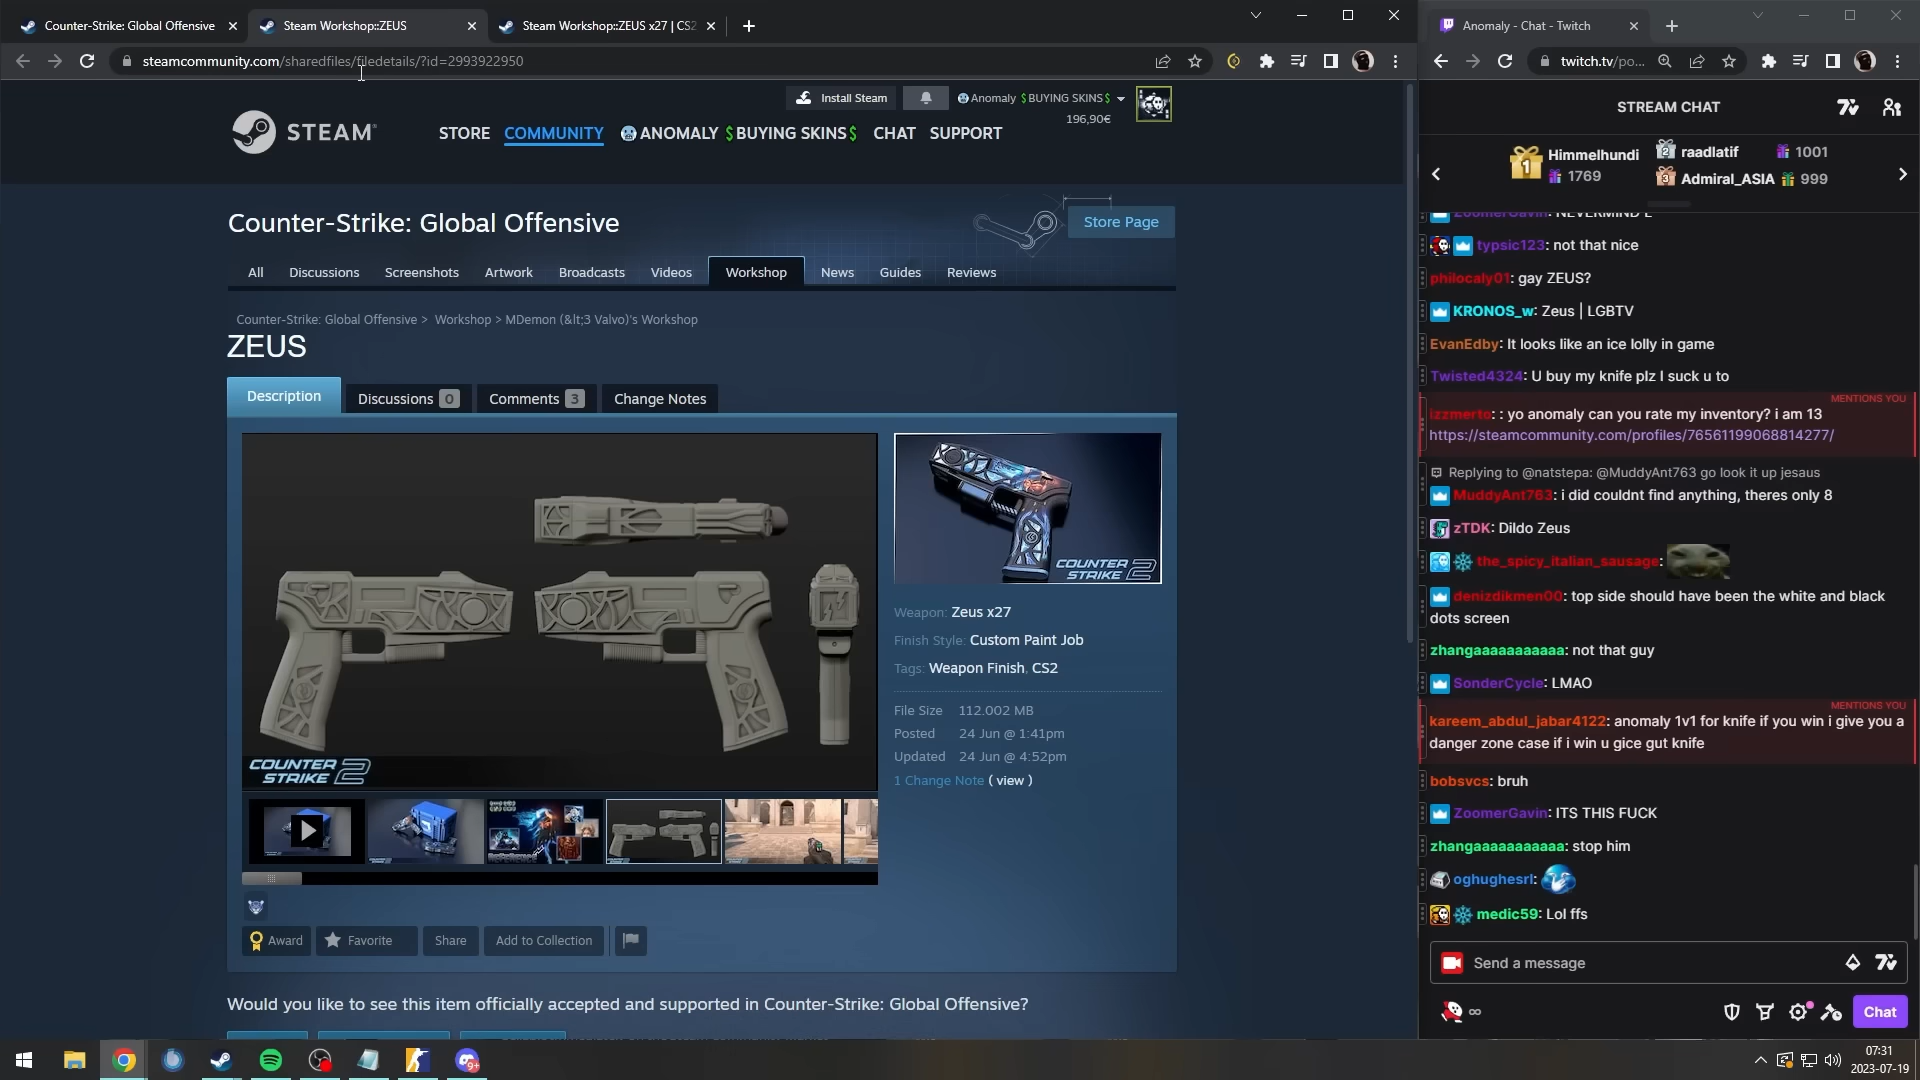 Counter-Strike: Global Offensive
Steam Workshop::ZEUS
Steam Workshop::ZEUS x27 | CS2
Anomaly - Chat - Twitch
steamcommunity.com/sharedfiles/filedetails/?id=2993922950
twitch.tv/po...
Install Steam
Anomaly $BUYING SKINS$
196,90€
STEAM
STORE
COMMUNITY
ANOMALY $BUYING SKINS$
CHAT
SUPPORT
Counter-Strike: Global Offensive
Store Page
All
Discussions
Screenshots
Artwork
Broadcasts
Videos
Workshop
News
Guides
Reviews
Counter-Strike: Global Offensive > Workshop > MDemon (&lt;3 Valvo)'s Workshop
ZEUS
Description
Discussions 0
Comments 3
Change Notes
COUNTER
STRIKE 2
COUNTER
STRIKE 2
Weapon: Zeus x27
Finish Style: Custom Paint Job
Tags: Weapon Finish, CS2
File Size 112.002 MB
Posted 24 Jun @ 1:41pm
Updated 24 Jun @ 4:52pm
1 Change Note ( view )
Award
Favorite
Share
Add to Collection
Would you like to see this item officially accepted and supported in Counter-Strike: Global Offensive?
STREAM CHAT
1
Himmelhundi
1769
2
raadlatif
1001
3
Admiral_ASIA
999
typsic123: not that nice
philocaly01: gay ZEUS?
KRONOS_w: Zeus | LGBTV
EvanEdby: It looks like an ice lolly in game
Twisted4324: U buy my knife plz I suck u to
MENTIONS YOU
izzmerto: : yo anomaly can you rate my inventory? i am 13
https://steamcommunity.com/profiles/76561199068814277/
Replying to @natstepa: @MuddyAnt763 go look it up jesaus
MuddyAnt763: i did couldnt find anything, theres only 8
zTDK: Dildo Zeus
the_spicy_italian_sausage:
denizdikmen00: top side should have been the white and black
dots screen
zhangaaaaaaaaaaa: not that guy
SonderCycle: LMAO
MENTIONS YOU
kareem_abdul_jabar4122: anomaly 1v1 for knife if you win i give you a
danger zone case if i win u gice gut knife
bobsvcs: bruh
ZoomerGavin: ITS THIS FUCK
zhangaaaaaaaaaaa: stop him
oghughesrl:
medic59: Lol ffs
Send a message
∞
Chat
9+
07:31
2023-07-19